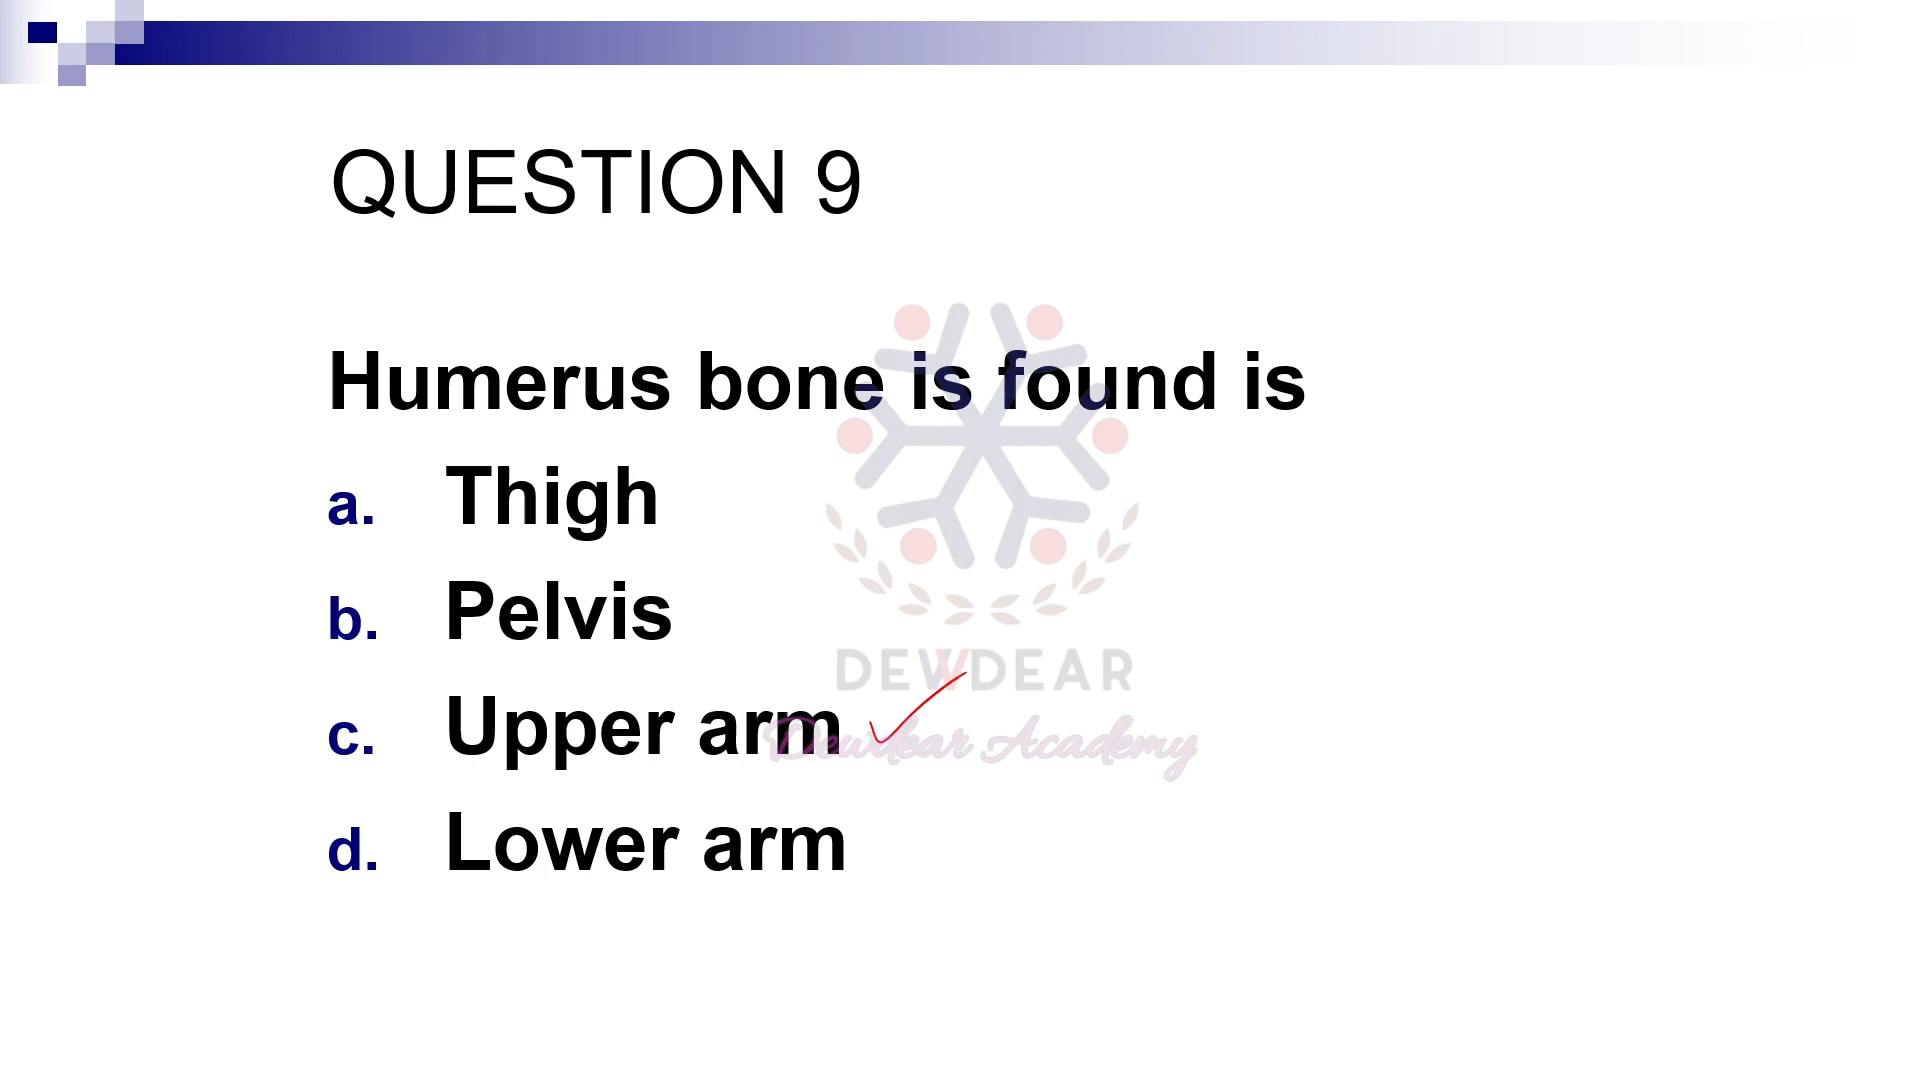 QUESTION 9
Humerus bone is found is
a. Thigh
b. Pelvis
DEWDEAR
c. Upper arm
Dewdear Academy
d. Lower arm